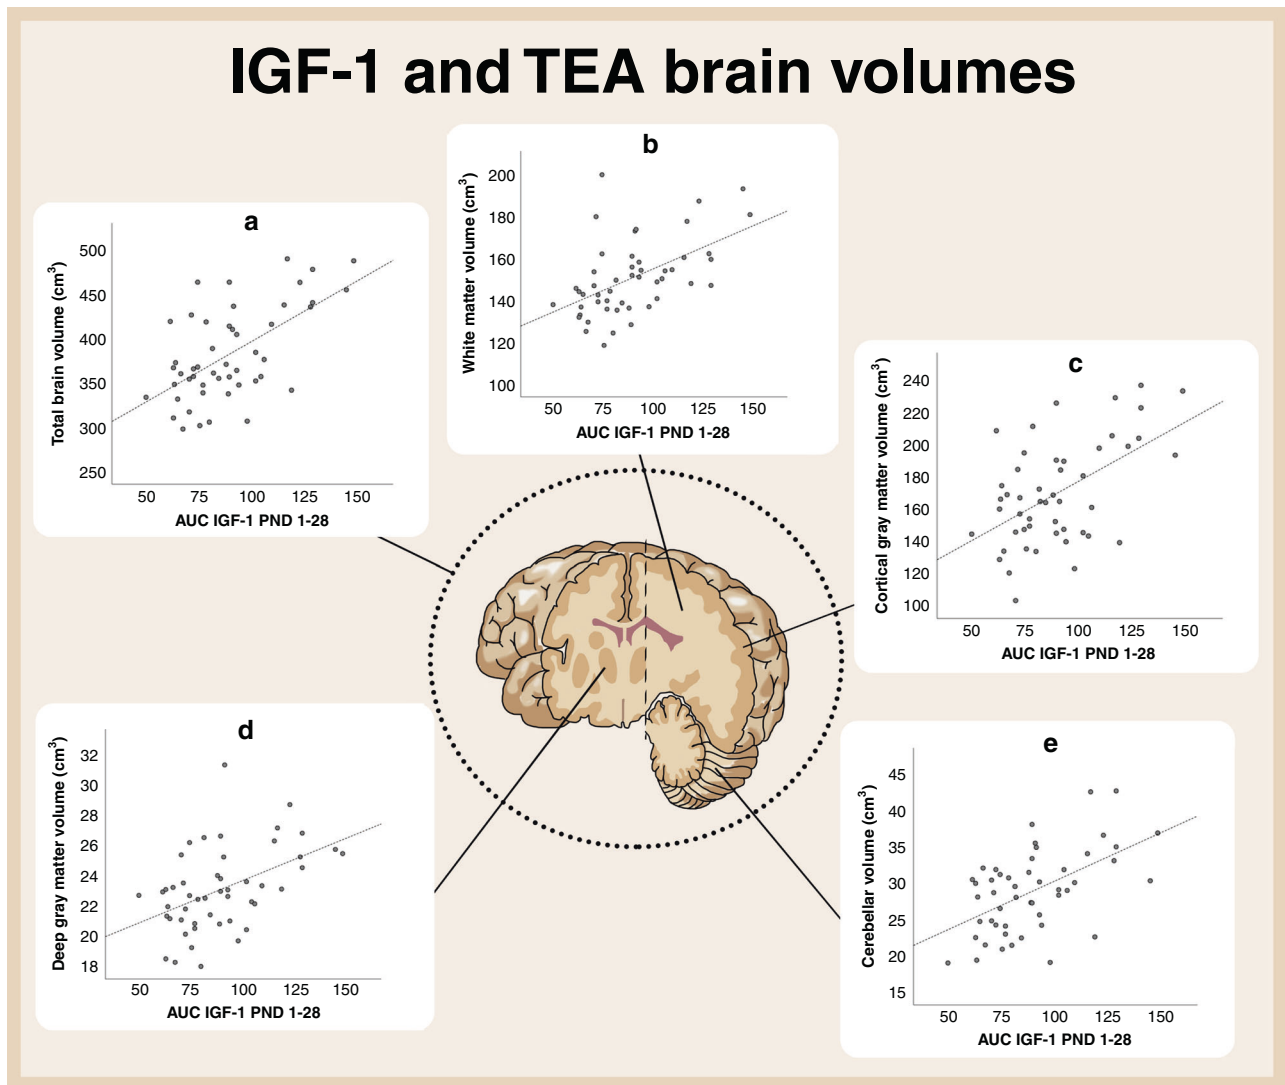 IGF-1 and TEA brain volumes
a
Total brain volume (cm³)
500
450
400
350
300
250
50 75 100 125 150
AUC IGF-1 PND 1-28
b
White matter volume (cm³)
200
180
160
140
120
100
50 75 100 125 150
AUC IGF-1 PND 1-28
c
Cortical gray matter volume (cm³)
240
220
200
180
160
140
120
100
50 75 100 125 150
AUC IGF-1 PND 1-28
d
Deep gray matter volume (cm³)
32
30
28
26
24
22
20
18
50 75 100 125 150
AUC IGF-1 PND 1-28
e
Cerebellar volume (cm³)
45
40
35
30
25
20
15
50 75 100 125 150
AUC IGF-1 PND 1-28